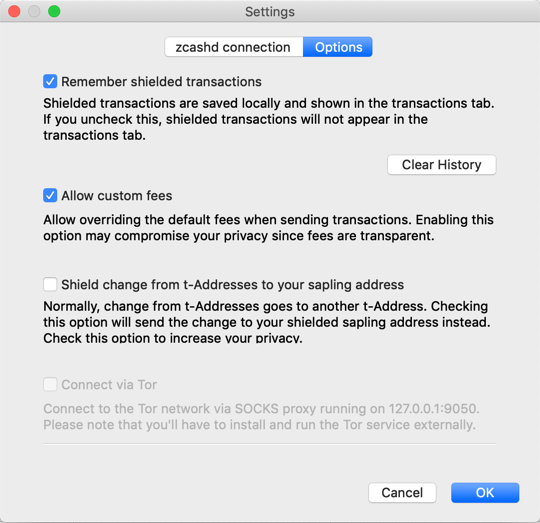 Settings
zcashd connection Options
Remember shielded transactions
Shielded transactions are saved locally and shown in the transactions tab.
If you uncheck this, shielded transactions will not appear in the
transactions tab.
Clear History
Allow custom fees
Allow overriding the default fees when sending transactions. Enabling this
option may compromise your privacy since fees are transparent.
Shield change from t-Addresses to your sapling address
Normally, change from t-Addresses goes to another t-Address. Checking
this option will send the change to your shielded sapling address instead.
Check this option to increase your privacy.
Connect via Tor
Connect to the Tor network via SOCKS proxy running on 127.0.0.1:9050.
Please note that you'll have to install and run the Tor service externally.
Cancel OK